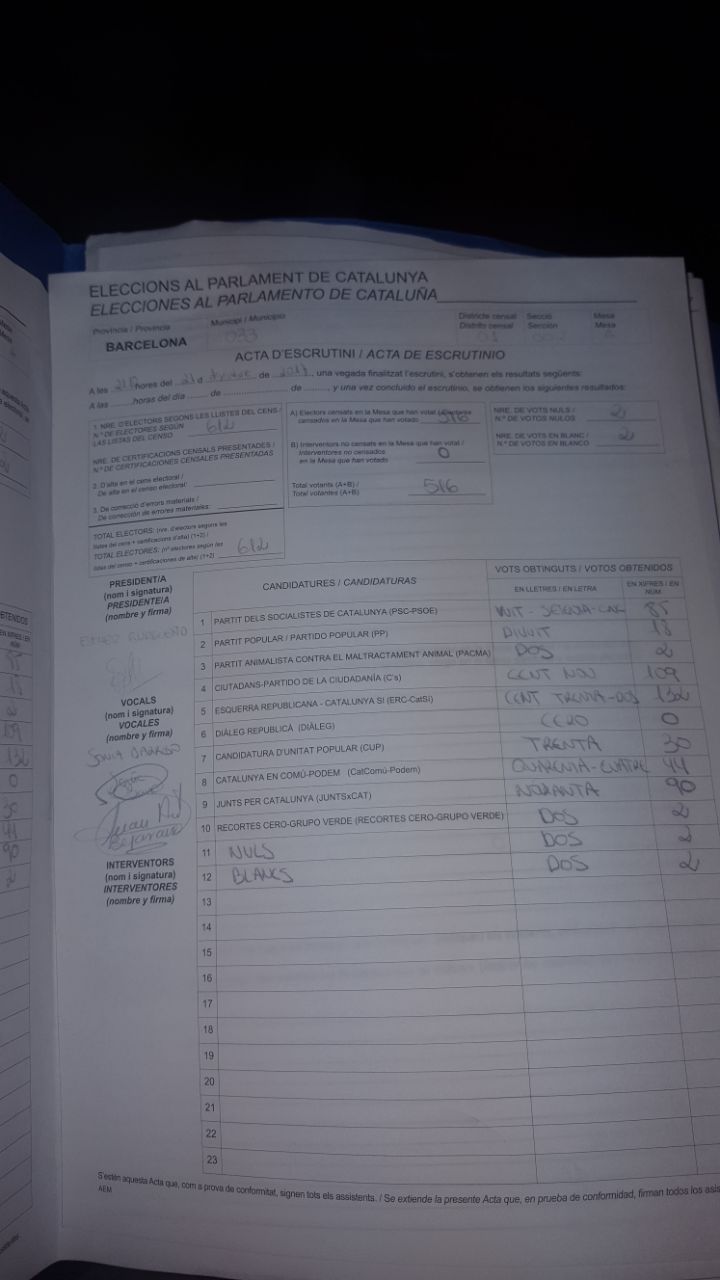 ELECCIONS AL PARLAMENT DE CATALUNYA
ELECCIONES AL PARLAMENTO DE CATALUÑA
Província / Provincia
BARCELONA
Municipi / Municipio
033
Districte censal
Distrito censal
01
Secció
Sección
Mesa
Mesa
ACTA D'ESCRUTINI / ACTA DE ESCRUTINIO
A les hores del de de 2017, una vegada finalitzat l'escrutini, s'obtenen els resultats següents:
A las horas del día de de , y una vez concluido el escrutinio, se obtienen los siguientes resultados:
1. NRE. D'ELECTORS SEGONS LES LLISTES DEL CENS /
N.º DE ELECTORES SEGÚN
LAS LISTAS DEL CENSO 612
NRE. DE CERTIFICACIONS CENSALS PRESENTADES /
N.º DE CERTIFICACIONES CENSALES PRESENTADAS
2. D'alta en el cens electoral /
De alta en el censo electoral:
3. De correcció d'errors materials /
De corrección de errores materiales:
TOTAL ELECTORS: (nre. d'electors segons les
llistes del cens + certificacions d'alta) (1+2) /
TOTAL ELECTORES: (nº electores según las
listas del censo + certificaciones de alta) (1+2) 612
A) Electors censats en la Mesa que han votat / Electores
censados en la Mesa que han votado 516
B) Interventors no censats en la Mesa que han votat /
Interventores no censados
en la Mesa que han votado 0
Total votants (A+B) /
Total votantes (A+B) 516
NRE. DE VOTS NULS /
N.º DE VOTOS NULOS 2
NRE. DE VOTS EN BLANC /
N.º DE VOTOS EN BLANCO 2
PRESIDENT/A
(nom i signatura)
PRESIDENTE/A
(nombre y firma)
VOCALS
(nom i signatura)
VOCALES
(nombre y firma)
SONIA
Juan
Bejarano
INTERVENTORS
(nom i signatura)
INTERVENTORES
(nombre y firma)
CANDIDATURES / CANDIDATURAS
VOTS OBTINGUTS / VOTOS OBTENIDOS
EN LLETRES / EN LETRA
EN XIFRES / EN NÚM.
1 PARTIT DELS SOCIALISTES DE CATALUNYA (PSC-PSOE) 85
2 PARTIT POPULAR / PARTIDO POPULAR (PP) DIVUIT 18
3 PARTIT ANIMALISTA CONTRA EL MALTRACTAMENT ANIMAL (PACMA) DOS 2
4 CIUTADANS-PARTIDO DE LA CIUDADANÍA (C's) CENT NOU 109
5 ESQUERRA REPUBLICANA - CATALUNYA SI (ERC-CatSí) CENT TRENTA-DOS 132
6 DIÀLEG REPUBLICÀ (DIÀLEG) CERO 0
7 CANDIDATURA D'UNITAT POPULAR (CUP) TRENTA 30
8 CATALUNYA EN COMÚ-PODEM (CatComú-Podem) QUARENTA-CUATRE 44
9 JUNTS PER CATALUNYA (JUNTSxCAT) NORANTA 90
10 RECORTES CERO-GRUPO VERDE (RECORTES CERO-GRUPO VERDE) DOS 2
11 NULS DOS 2
12 BLANCS DOS 2
13
14
15
16
17
18
19
20
21
22
23
S'estén aquesta Acta que, com a prova de conformitat, signen tots els assistents. / Se extiende la presente Acta que, en prueba de conformidad, firman todos los
AEM